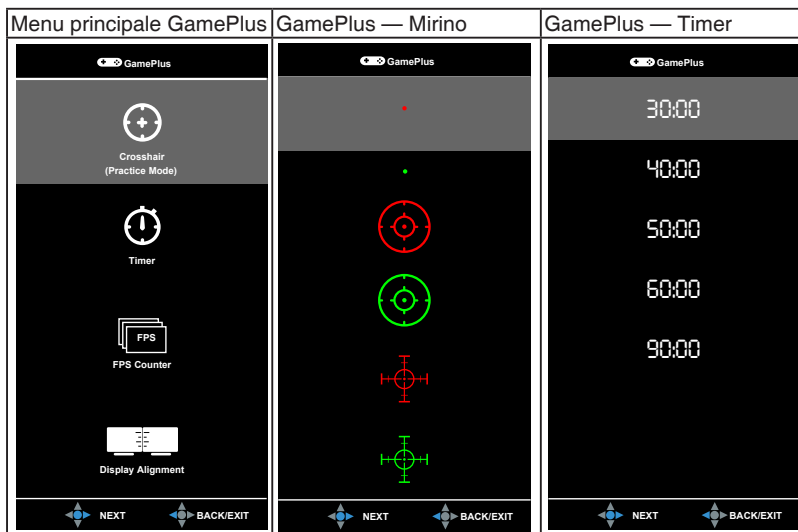 Menu principale GamePlus
GamePlus — Mirino
GamePlus — Timer
GamePlus
Crosshair
(Practice Mode)
Timer
FPS
FPS Counter
Display Alignment
NEXT BACK/EXIT
GamePlus
NEXT BACK/EXIT
GamePlus
30:00
40:00
50:00
60:00
90:00
NEXT BACK/EXIT